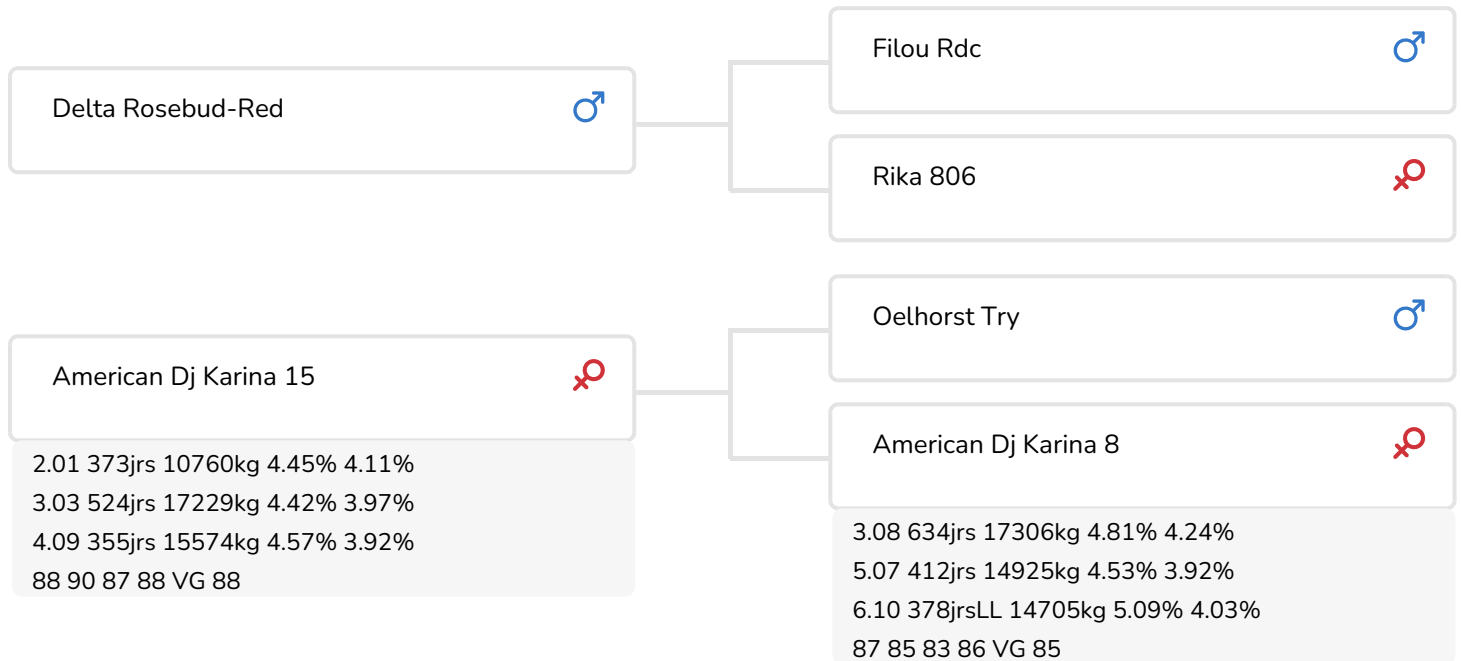 Filou Rdc
Delta Rosebud-Red
Rika 806
Oelhorst Try
American Dj Karina 15
2.01 373jrs 10760kg 4.45% 4.11%
3.03 524jrs 17229kg 4.42% 3.97%
4.09 355jrs 15574kg 4.57% 3.92%
88 90 87 88 VG 88
American Dj Karina 8
3.08 634jrs 17306kg 4.81% 4.24%
5.07 412jrs 14925kg 4.53% 3.92%
6.10 378jrsLL 14705kg 5.09% 4.03%
87 85 83 86 VG 85